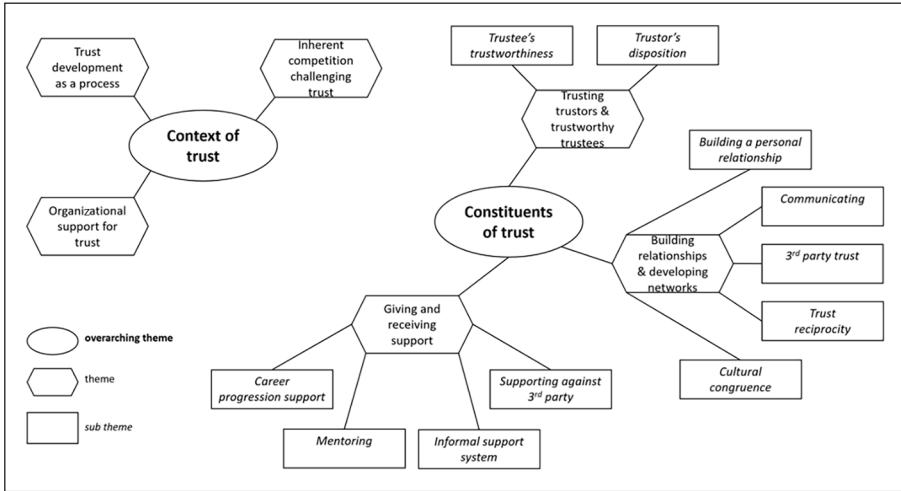 Trust
development
as a process
Inherent
competition
challenging
trust
Context of
trust
Organizational
support for
trust
Trustee's
trustworthiness
Trustor's
disposition
Trusting
trustors &
trustworthy
trustees
Constituents
of trust
Building a personal
relationship
Communicating
3rd party trust
Trust
reciprocity
Cultural
congruence
Building
relationships
& developing
networks
Giving and
receiving
support
Career
progression support
Mentoring
Informal support
system
Supporting against
3rd party
overarching theme
theme
sub theme